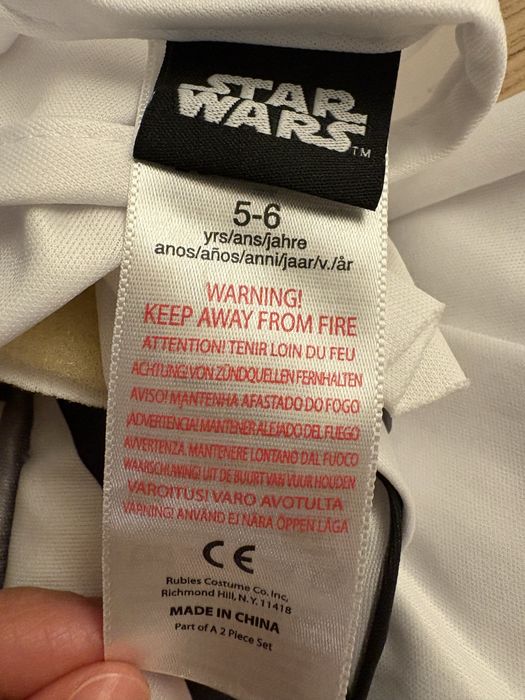 STAR
WARS
TM
5-6
yrs/ans/jahre
anos/años/anni/jaar/v./år
WARNING!
KEEP AWAY FROM FIRE
ATTENTION! TENIR LOIN DU FEU
ACHTUNG! VON ZÜNDQUELLEN FERNHALTEN
AVISO! MANTENHA AFASTADO DO FOGO
¡ADVERTENCIA! MANTENER ALEJADO DEL FUEGO
AVVERTENZA. MANTENERE LONTANO DAL FUOCO
WAARSCHUWING! UIT DE BUURT VAN VUUR HOUDEN
VAROITUS! VARO AVOTULTA
VARNING! ANVÄND EJ NÄRA ÖPPEN LÅGA
CE
Rubies Costume Co. Inc,
Richmond Hill, N.Y. 11418
MADE IN CHINA
Part of A 2 Piece Set